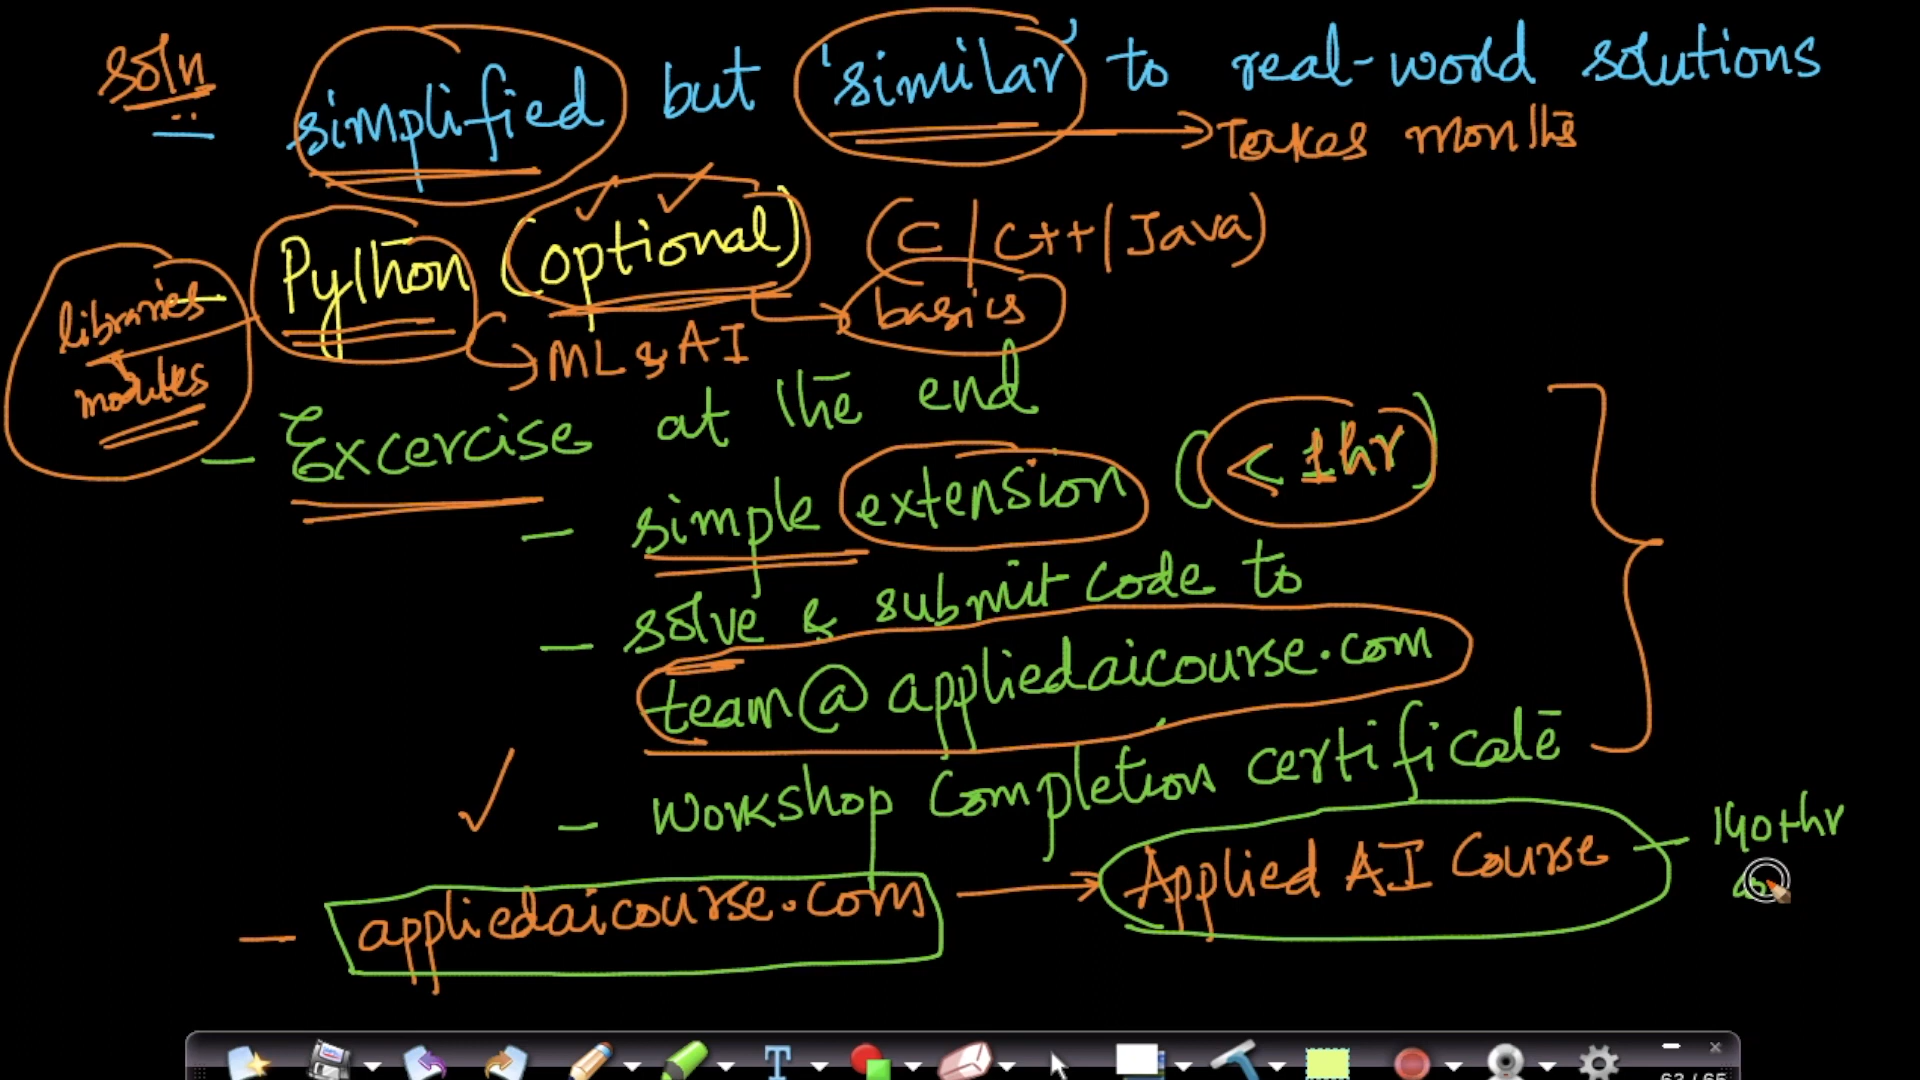 soln simplified but 'similar' to real-world solutions
→ Takes months
Python (optional) (C | C++ | Java)
libraries basics
modules → ML & AI
- Excercise at the end
- simple extension (< 1hr)
- solve & submit code to
team@appliedaicourse.com
- workshop completion certificate
- appliedaicourse.com → Applied AI Course - 140+hr
63 / 65